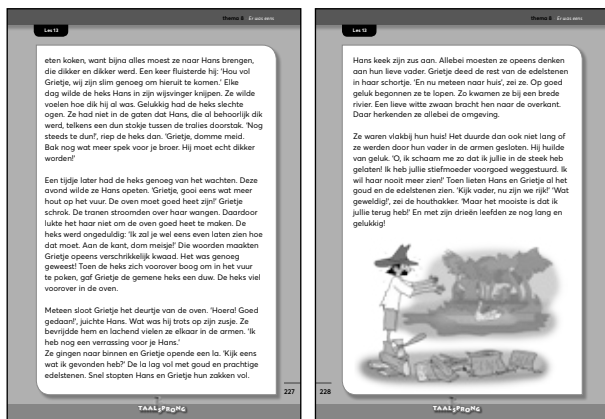 thema 8 Er was eens
Les 13
eten koken, want bijna alles moest ze naar Hans brengen,
die dikker en dikker werd. Een keer fluisterde hij: 'Hou vol
Grietje, wij zijn slim genoeg om hieruit te komen.' Elke
dag wilde de heks Hans in zijn wijsvinger knijpen. Ze wilde
voelen hoe dik hij al was. Gelukkig had de heks slechte
ogen. Ze had niet in de gaten dat Hans, die al behoorlijk dik
werd, telkens een dun stokje tussen de tralies doorstak. 'Nog
steeds te dun!', riep de heks dan. 'Grietje, domme meid.
Bak nog wat meer spek voor je broer. Hij moet echt dikker
worden!'
Een tijdje later had de heks genoeg van het wachten. Deze
avond wilde ze Hans opeten. 'Grietje, gooi eens wat meer
hout op het vuur. De oven moet goed heet zijn!' Grietje
schrok. De tranen stroomden over haar wangen. Daardoor
lukte het haar niet om de oven goed heet te maken. De
heks werd ongeduldig: 'Ik zal je wel eens even laten zien hoe
dat moet. Aan de kant, dom meisje!' Die woorden maakten
Grietje opeens verschrikkelijk kwaad. Het was genoeg
geweest! Toen de heks zich voorover boog om in het vuur
te poken, gaf Grietje de gemene heks een duw. De heks viel
voorover in de oven.
Meteen sloot Grietje het deurtje van de oven. 'Hoera! Goed
gedaan!', juichte Hans. Wat was hij trots op zijn zusje. Ze
bevrijdde hem en lachend vielen ze elkaar in de armen. 'Ik
heb nog een verrassing voor je Hans.'
Ze gingen naar binnen en Grietje opende een la. 'Kijk eens
wat ik gevonden heb?' De la lag vol met goud en prachtige
edelstenen. Snel stopten Hans en Grietje hun zakken vol.
227
TAALSPRONG
thema 8 Er was eens
Les 13
Hans keek zijn zus aan. Allebei moesten ze opeens denken
aan hun lieve vader. Grietje deed de rest van de edelstenen
in haar schortje. 'En nu meteen naar huis', zei ze. Op goed
geluk begonnen ze te lopen. Zo kwamen ze bij een brede
rivier. Een lieve witte zwaan bracht hen naar de overkant.
Daar herkenden ze allebei de omgeving.
Ze waren vlakbij hun huis! Het duurde dan ook niet lang of
ze werden door hun vader in de armen gesloten. Hij huilde
van geluk. 'O, ik schaam me zo dat ik jullie in de steek heb
gelaten! Ik heb jullie stiefmoeder voorgoed weggestuurd. Ik
wil haar nooit meer zien!' Toen lieten Hans en Grietje al het
goud en de edelstenen zien. 'Kijk vader, nu zijn we rijk!' 'Wat
geweldig!', zei de houthakker. 'Maar het mooiste is dat ik
jullie terug heb!' En met zijn drieën leefden ze nog lang en
gelukkig!
228
TAALSPRONG